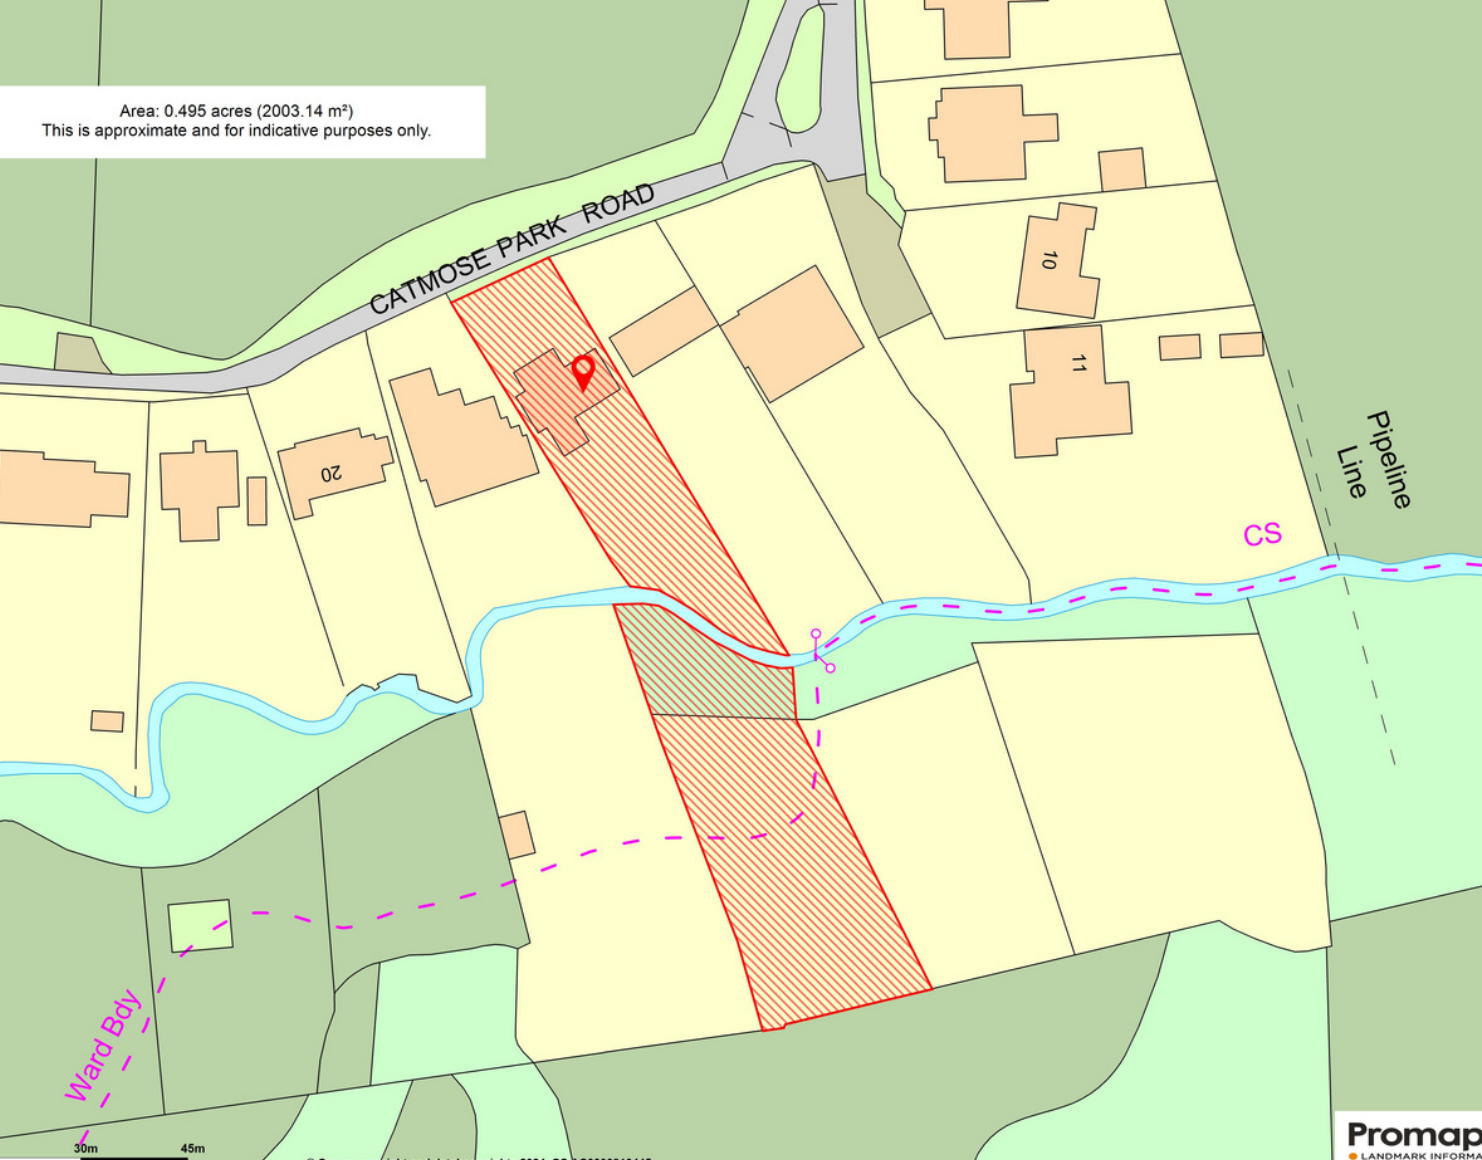 Area: 0.495 acres (2003.14 m²)
This is approximate and for indicative purposes only.
CATMOSE PARK ROAD
10
11
20
Pipeline
Line
CS
Ward Bdy
30m
45m
Promap
LANDMARK INFORMA